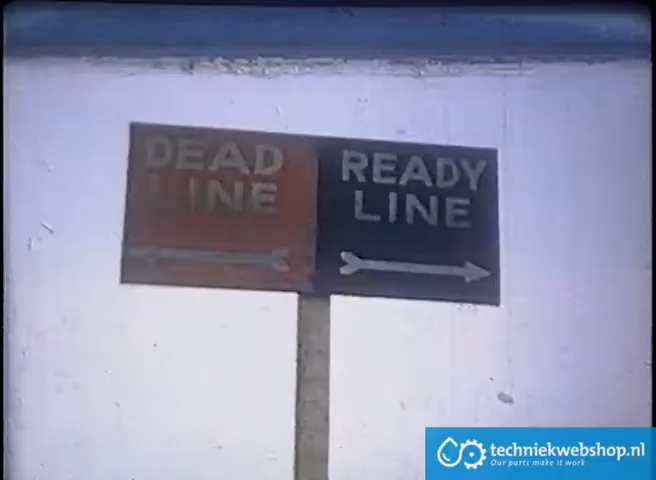 DEAD
LINE
READY
LINE
techniekwebshop.nl
Our parts make it work